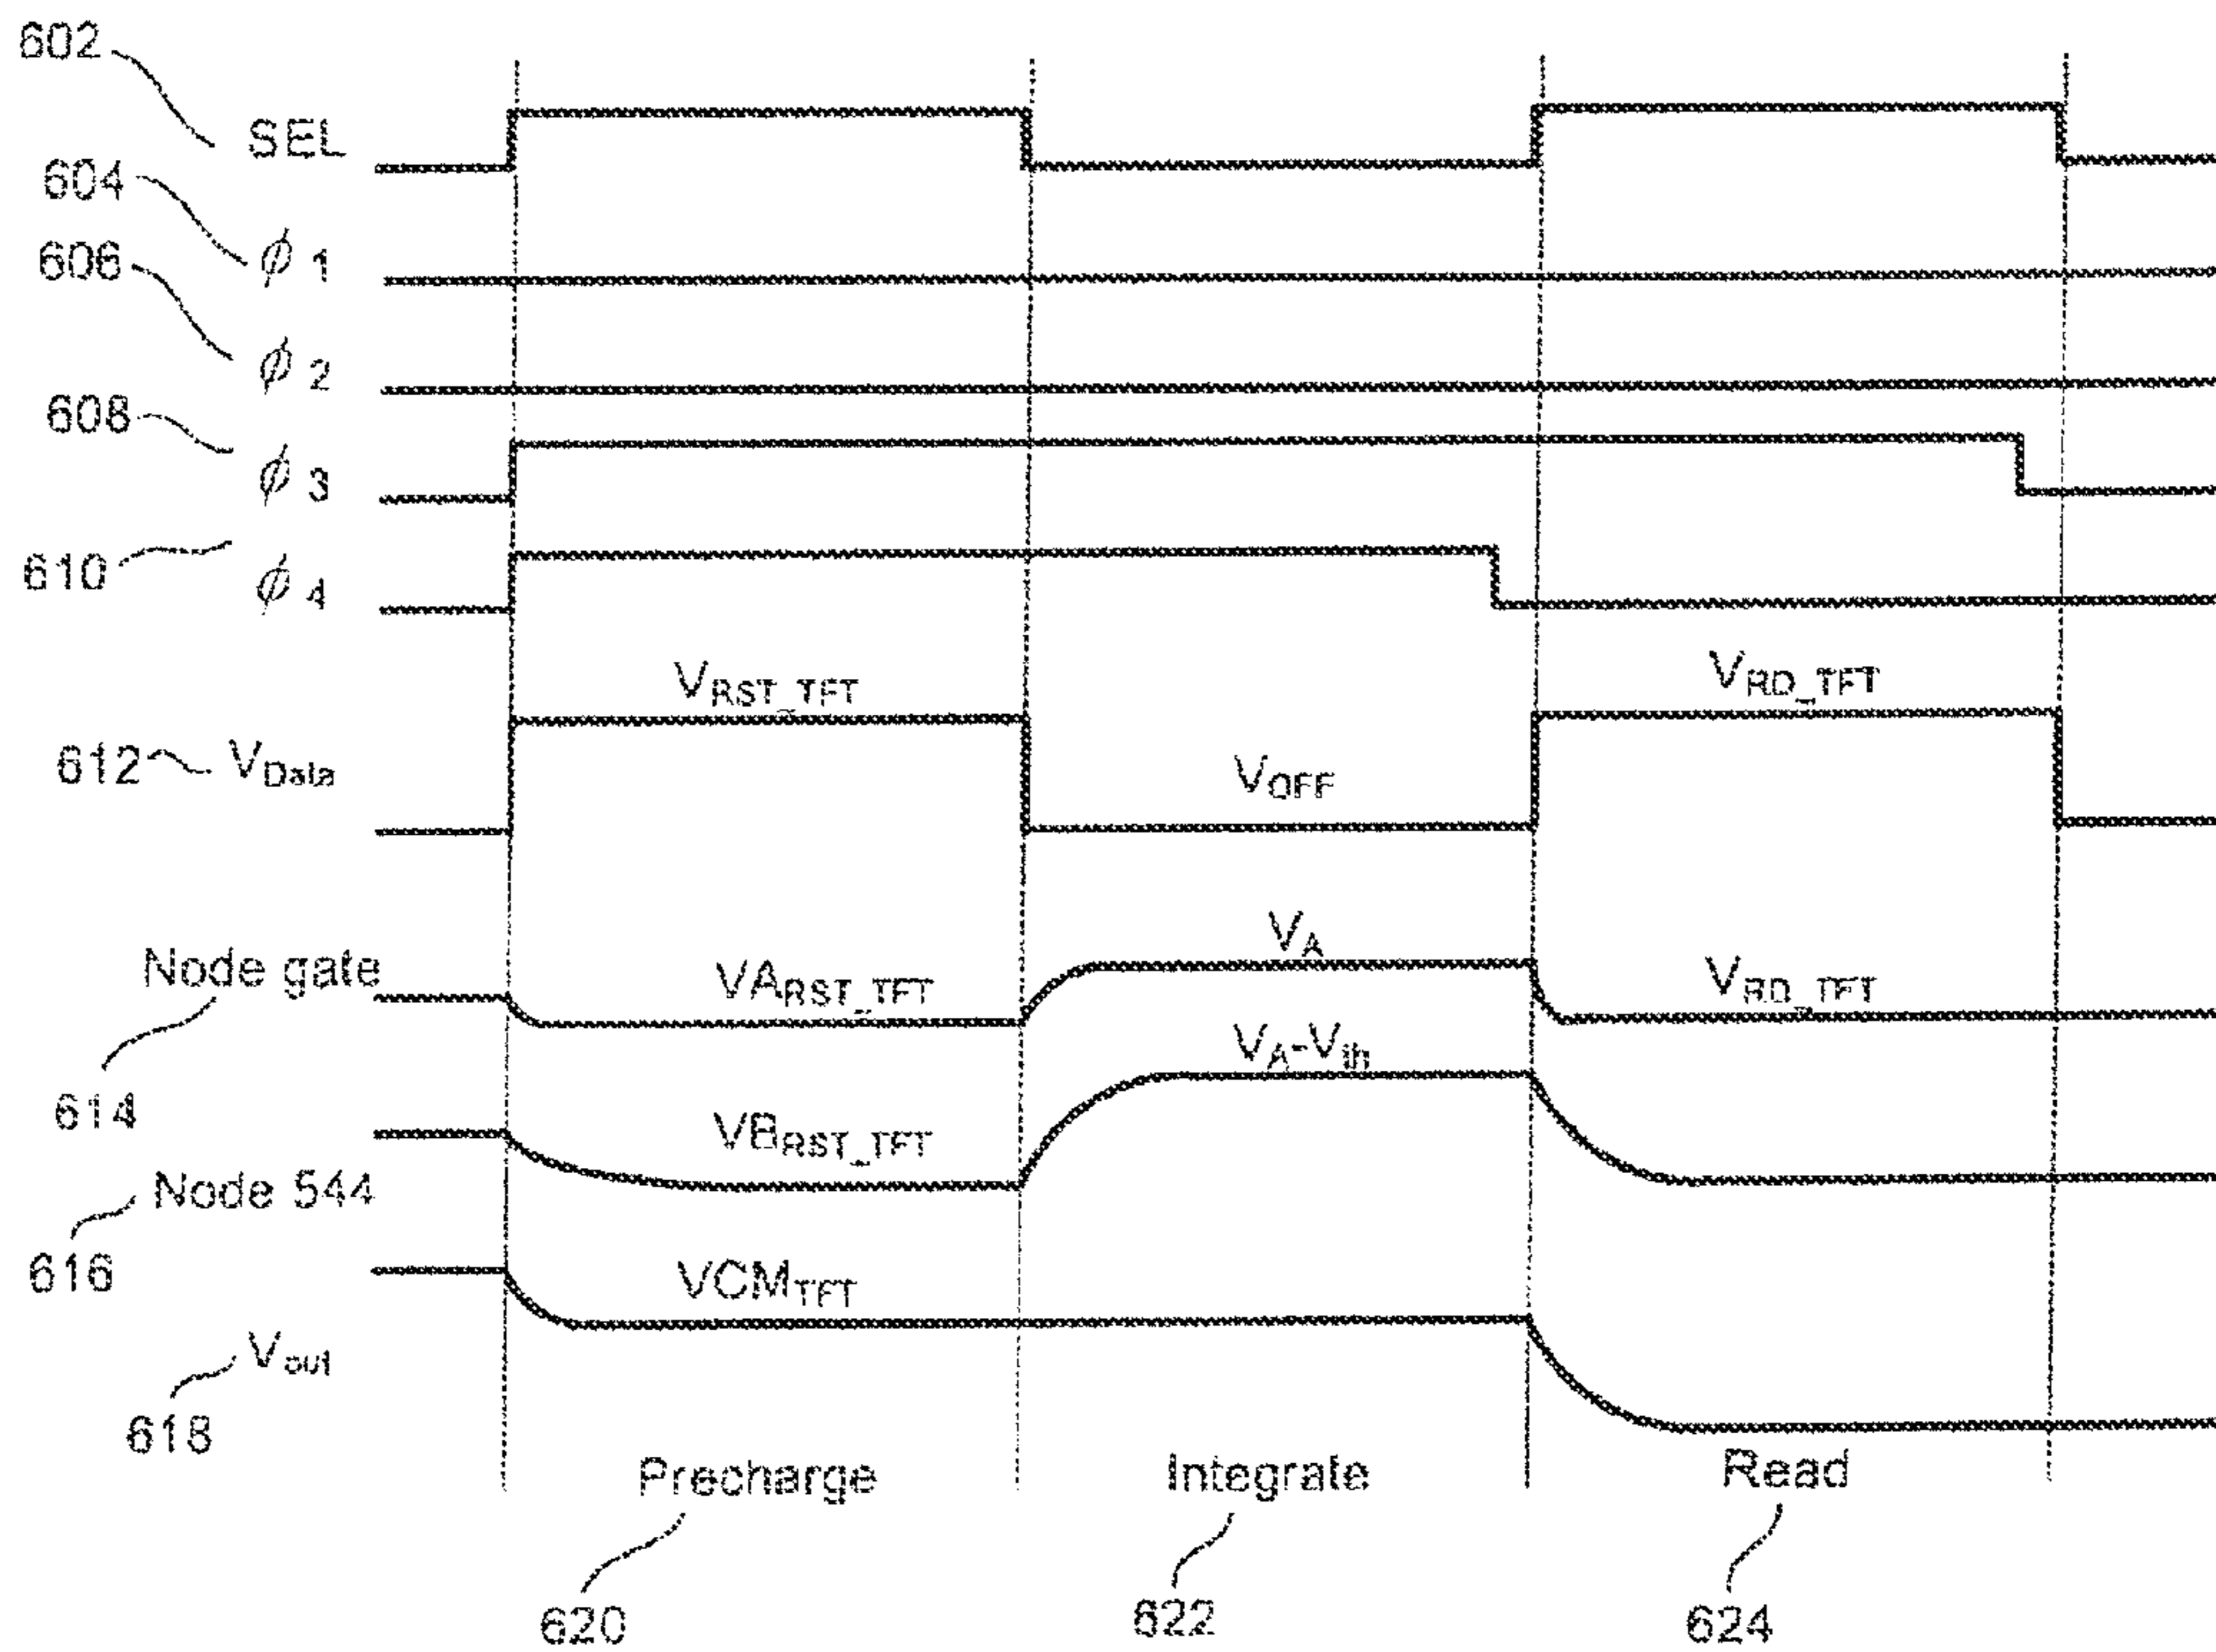 602
SEL
604
ϕ 1
606
ϕ 2
608
ϕ 3
610
ϕ 4
VRST_TFT
VRD_TFT
612
VData
VOFF
VA
Node gate
VARST_TFT
VRD_TFT
VA-Vth
614
VBRST_TFT
Node 544
616
VCMTFT
Vout
618
Precharge
Integrate
Read
620
622
624